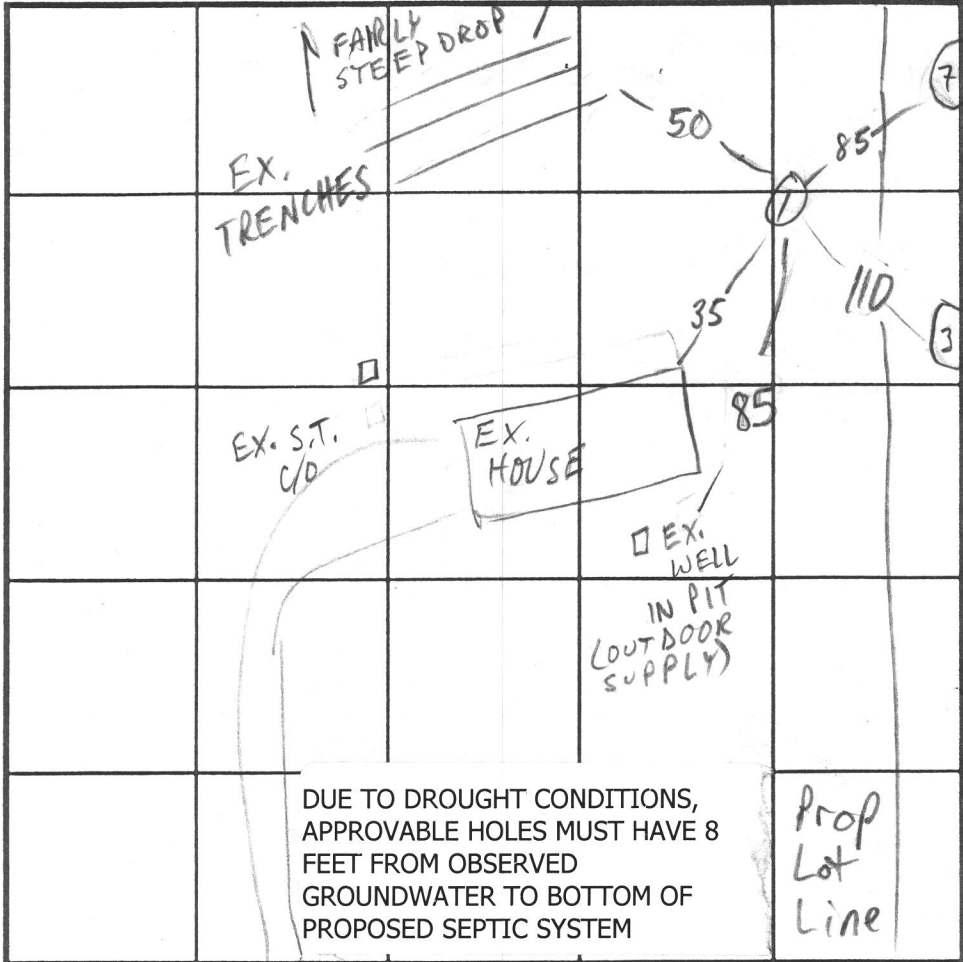 FAIRLY
STEEP DROP
50
85
7
EX.
TRENCHES
1
35
110
3
85
EX. S.T.
C/O
EX.
HOUSE
EX.
WELL
IN PIT
(OUTDOOR
SUPPLY)
DUE TO DROUGHT CONDITIONS,
APPROVABLE HOLES MUST HAVE 8
FEET FROM OBSERVED
GROUNDWATER TO BOTTOM OF
PROPOSED SEPTIC SYSTEM
Prop
Lot
Line